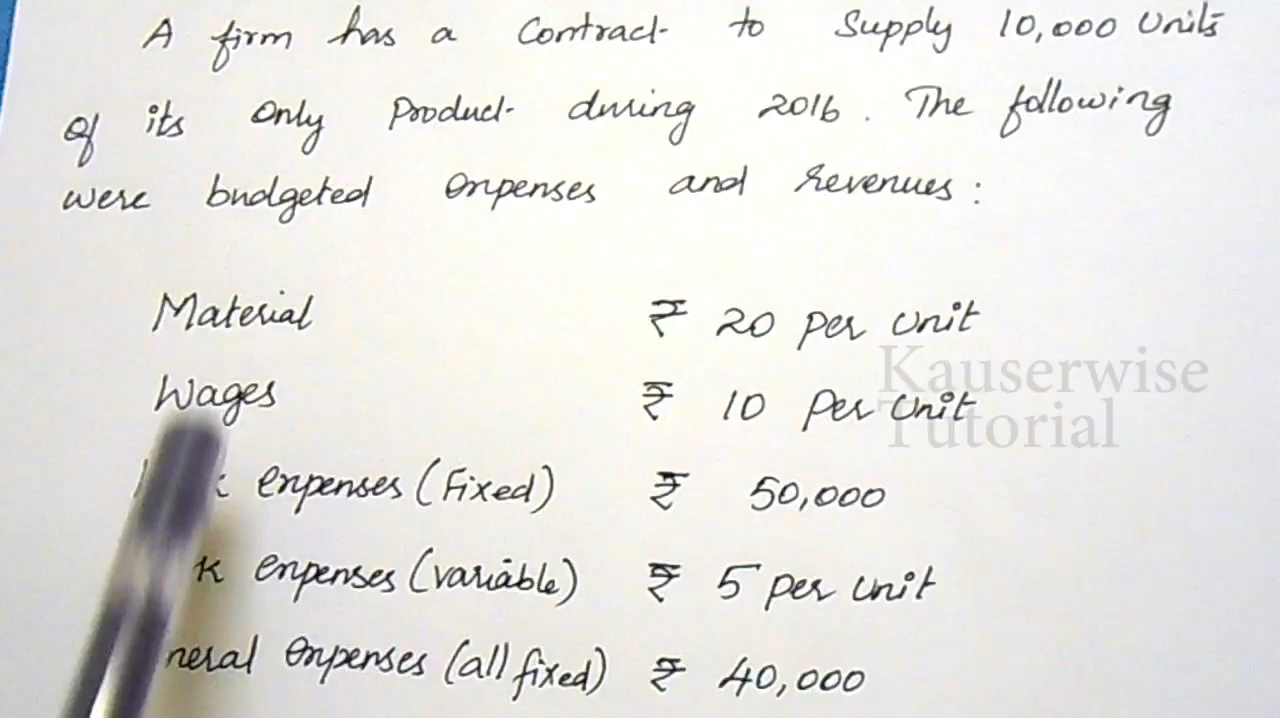 A firm has a Contract to Supply 10,000 Units
of its Only Product during 2016. The following
were budgeted expenses and revenues:
Material ₹ 20 per unit
Wages ₹ 10 Per Unit
expenses (Fixed) ₹ 50,000
expenses (variable) ₹ 5 per unit
expenses (all fixed) ₹ 40,000
Kauserwise
Tutorial